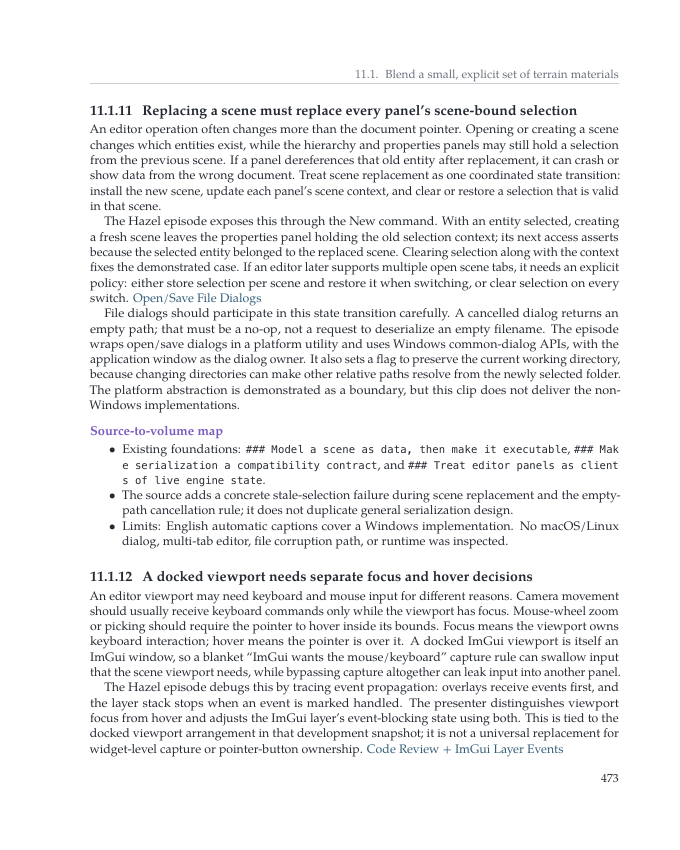 11.1. Blend a small, explicit set of terrain materials
11.1.11 Replacing a scene must replace every panel’s scene-bound selection
An editor operation often changes more than the document pointer. Opening or creating a scene
changes which entities exist, while the hierarchy and properties panels may still hold a selection
from the previous scene. If a panel dereferences that old entity after replacement, it can crash or
show data from the wrong document. Treat scene replacement as one coordinated state transition:
install the new scene, update each panel’s scene context, and clear or restore a selection that is valid
in that scene.
The Hazel episode exposes this through the New command. With an entity selected, creating
a fresh scene leaves the properties panel holding the old selection context; its next access asserts
because the selected entity belonged to the replaced scene. Clearing selection along with the context
fixes the demonstrated case. If an editor later supports multiple open scene tabs, it needs an explicit
policy: either store selection per scene and restore it when switching, or clear selection on every
switch. Open/Save File Dialogs
File dialogs should participate in this state transition carefully. A cancelled dialog returns an
empty path; that must be a no-op, not a request to deserialize an empty filename. The episode
wraps open/save dialogs in a platform utility and uses Windows common-dialog APIs, with the
application window as the dialog owner. It also sets a flag to preserve the current working directory,
because changing directories can make other relative paths resolve from the newly selected folder.
The platform abstraction is demonstrated as a boundary, but this clip does not deliver the non-
Windows implementations.
Source-to-volume map
• Existing foundations: ### Model a scene as data, then make it executable, ### Mak
e serialization a compatibility contract, and ### Treat editor panels as client
s of live engine state.
• The source adds a concrete stale-selection failure during scene replacement and the empty-
path cancellation rule; it does not duplicate general serialization design.
• Limits: English automatic captions cover a Windows implementation. No macOS/Linux
dialog, multi-tab editor, file corruption path, or runtime was inspected.
11.1.12 A docked viewport needs separate focus and hover decisions
An editor viewport may need keyboard and mouse input for different reasons. Camera movement
should usually receive keyboard commands only while the viewport has focus. Mouse-wheel zoom
or picking should require the pointer to hover inside its bounds. Focus means the viewport owns
keyboard interaction; hover means the pointer is over it. A docked ImGui viewport is itself an
ImGui window, so a blanket “ImGui wants the mouse/keyboard” capture rule can swallow input
that the scene viewport needs, while bypassing capture altogether can leak input into another panel.
The Hazel episode debugs this by tracing event propagation: overlays receive events first, and
the layer stack stops when an event is marked handled. The presenter distinguishes viewport
focus from hover and adjusts the ImGui layer’s event-blocking state using both. This is tied to the
docked viewport arrangement in that development snapshot; it is not a universal replacement for
widget-level capture or pointer-button ownership. Code Review + ImGui Layer Events
473